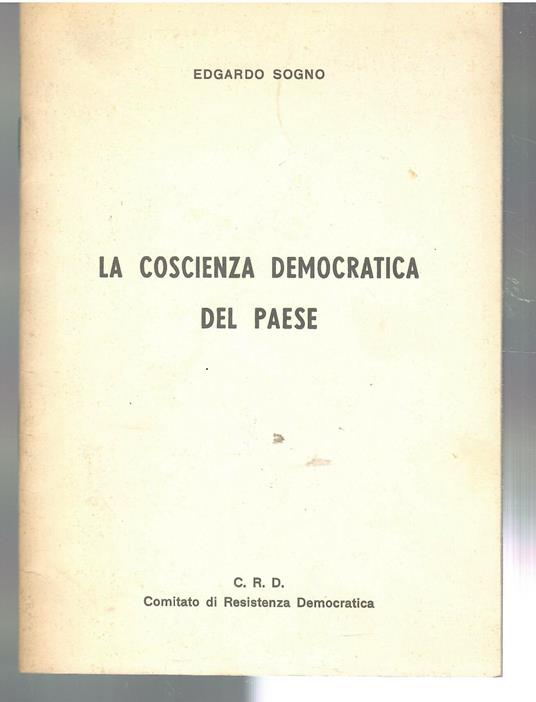 EDGARDO SOGNO
LA COSCIENZA DEMOCRATICA
DEL PAESE
C. R. D.
Comitato di Resistenza Democratica